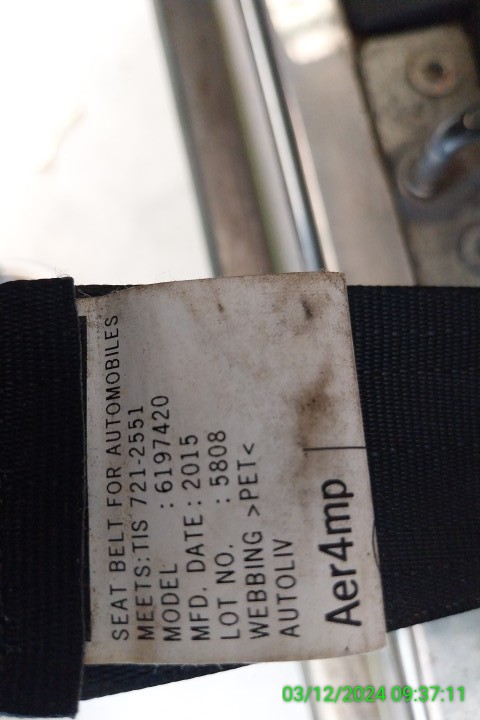 SEAT BELT FOR AUTOMOBILES
MEETS: TIS 721-2551
MODEL : 6197420
MFD. DATE : 2015
LOT NO. : 5808
WEBBING >PET<
AUTOLIV
Aer4mp
03/12/2024 09:37:11